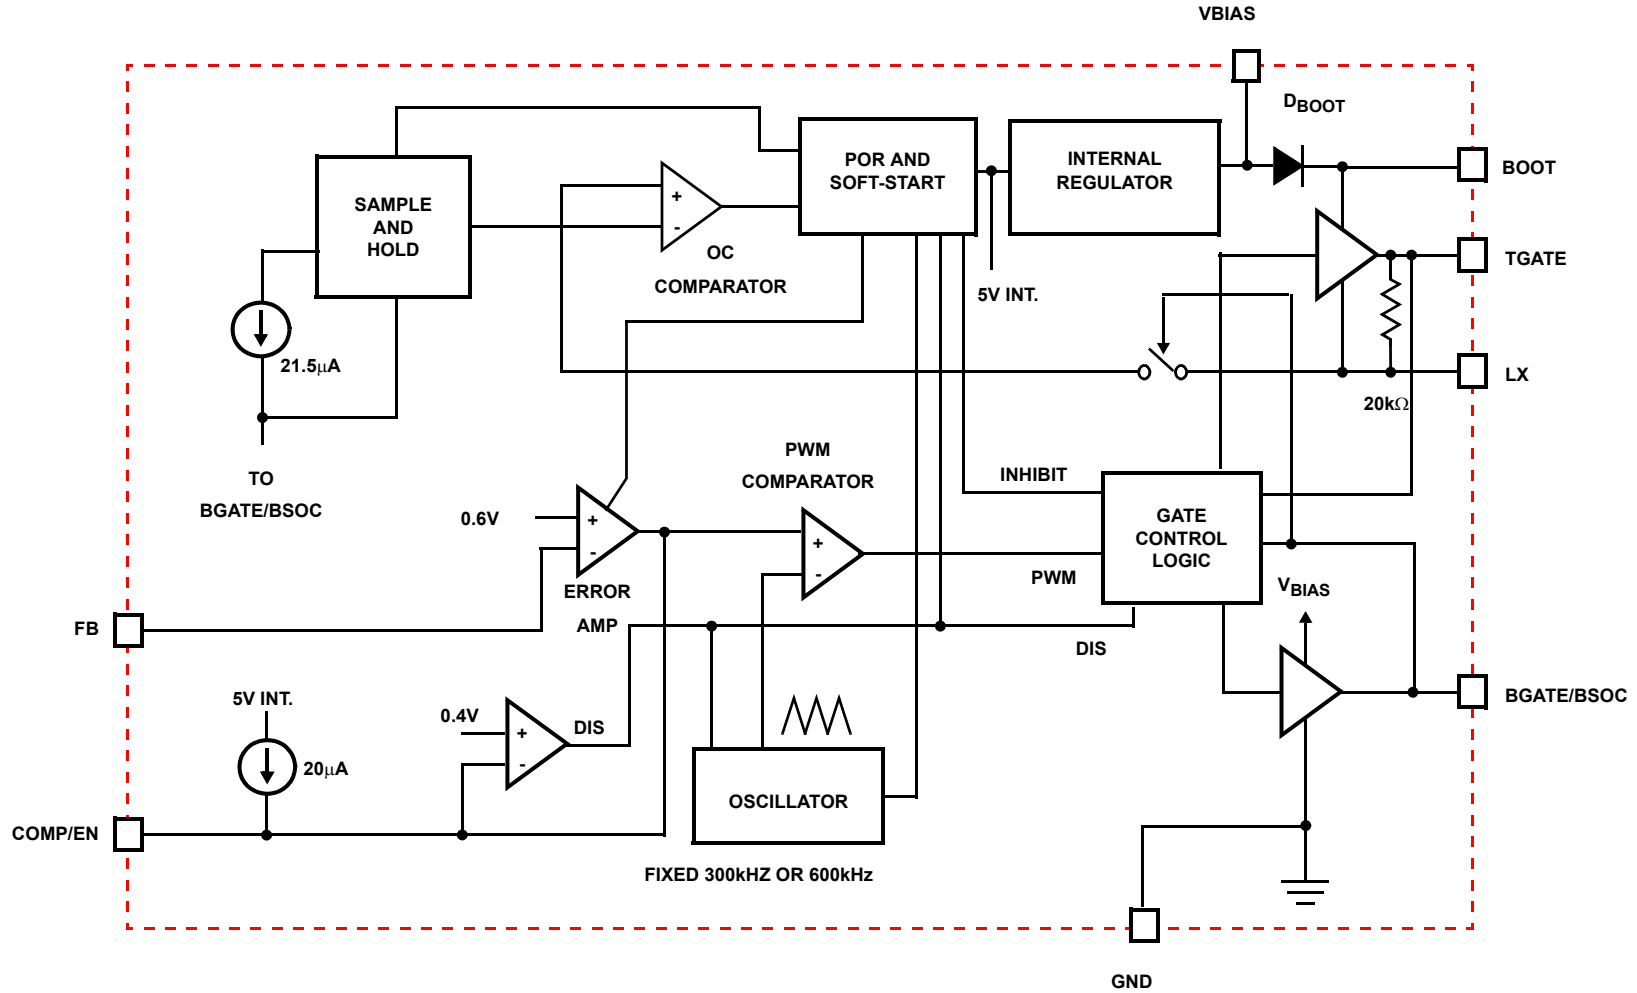 VBIAS
DBOOT
BOOT
POR AND
SOFT-START
INTERNAL
REGULATOR
SAMPLE
AND
HOLD
+
-
OC
COMPARATOR
TGATE
5V INT.
21.5µA
LX
20kΩ
TO
BGATE/BSOC
PWM
COMPARATOR
INHIBIT
0.6V
+
-
+
-
GATE
CONTROL
LOGIC
PWM
ERROR
AMP
VBIAS
FB
DIS
5V INT.
0.4V
+
-
DIS
BGATE/BSOC
20µA
OSCILLATOR
COMP/EN
FIXED 300kHZ OR 600kHz
GND